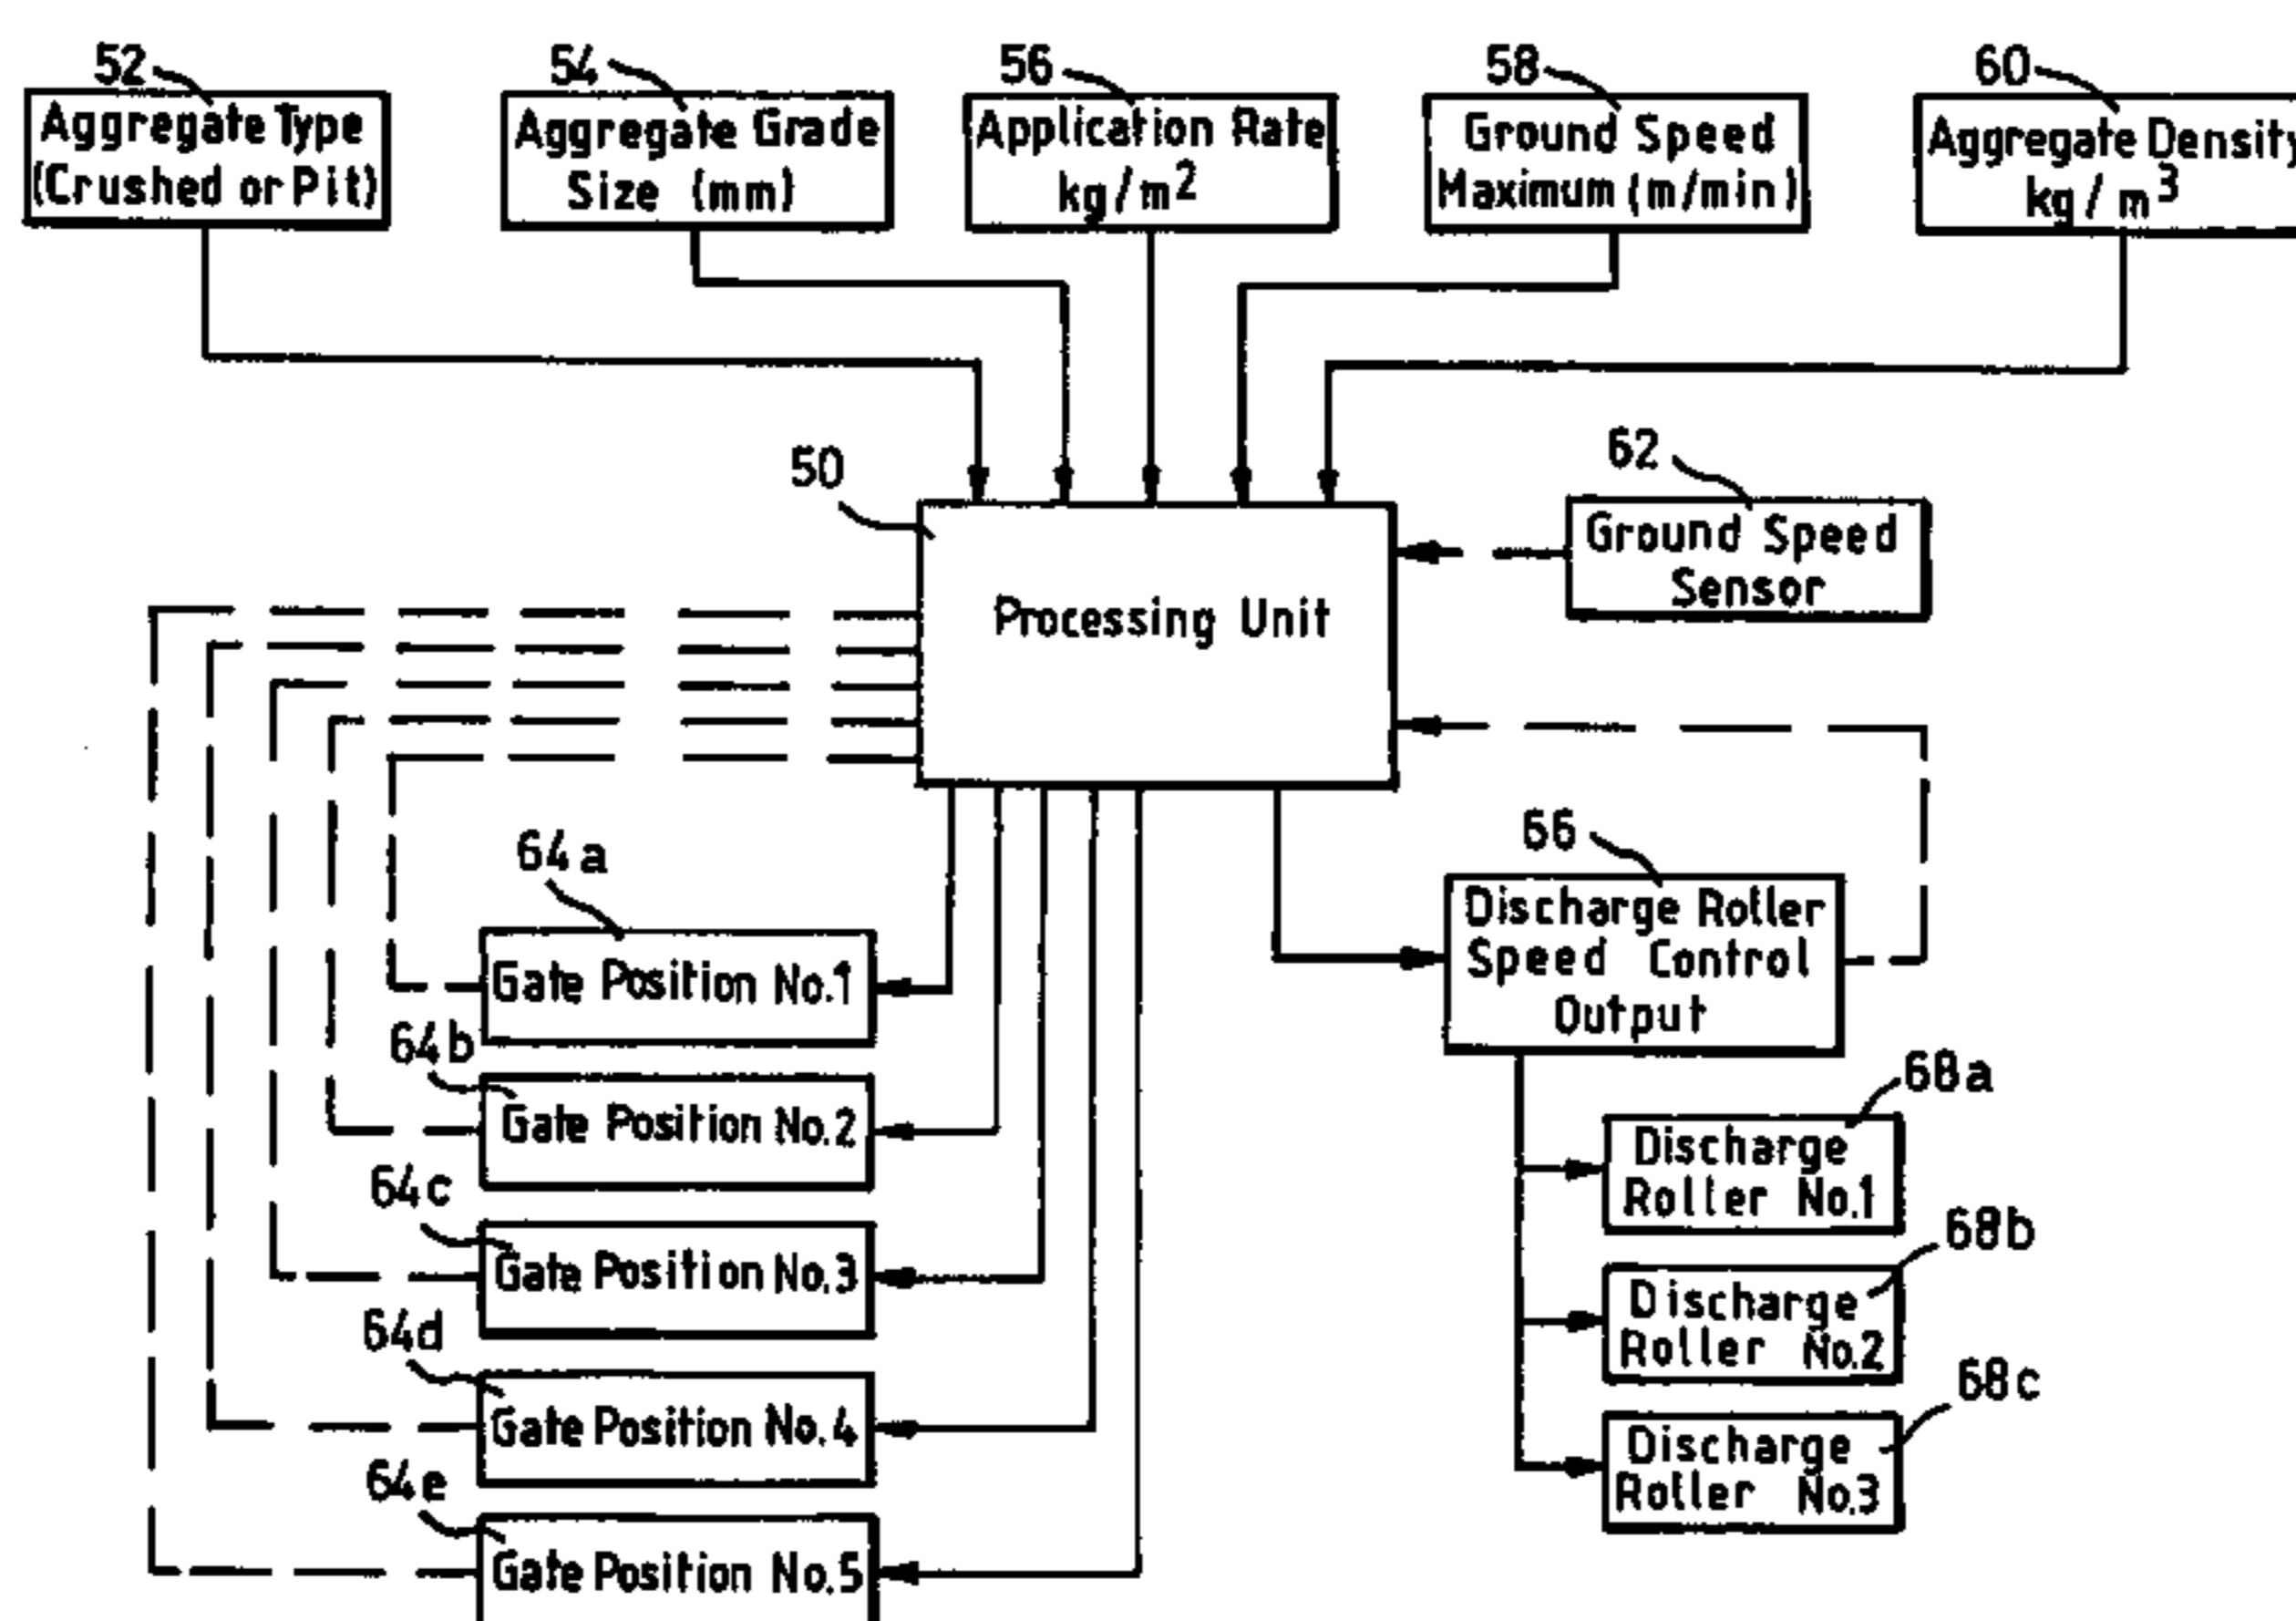 52
Aggregate Type
(Crushed or Pit)
54
Aggregate Grade
Size (mm)
56
Application Rate
kg/m²
58
Ground Speed
Maximum (m/min)
60
Aggregate Density
kg/m³
50
Processing Unit
62
Ground Speed
Sensor
64a
Gate Position No.1
64b
Gate Position No.2
64c
Gate Position No.3
64d
Gate Position No.4
64e
Gate Position No.5
66
Discharge Roller
Speed Control
Output
68a
Discharge
Roller No.1
68b
Discharge
Roller No.2
68c
Discharge
Roller No.3